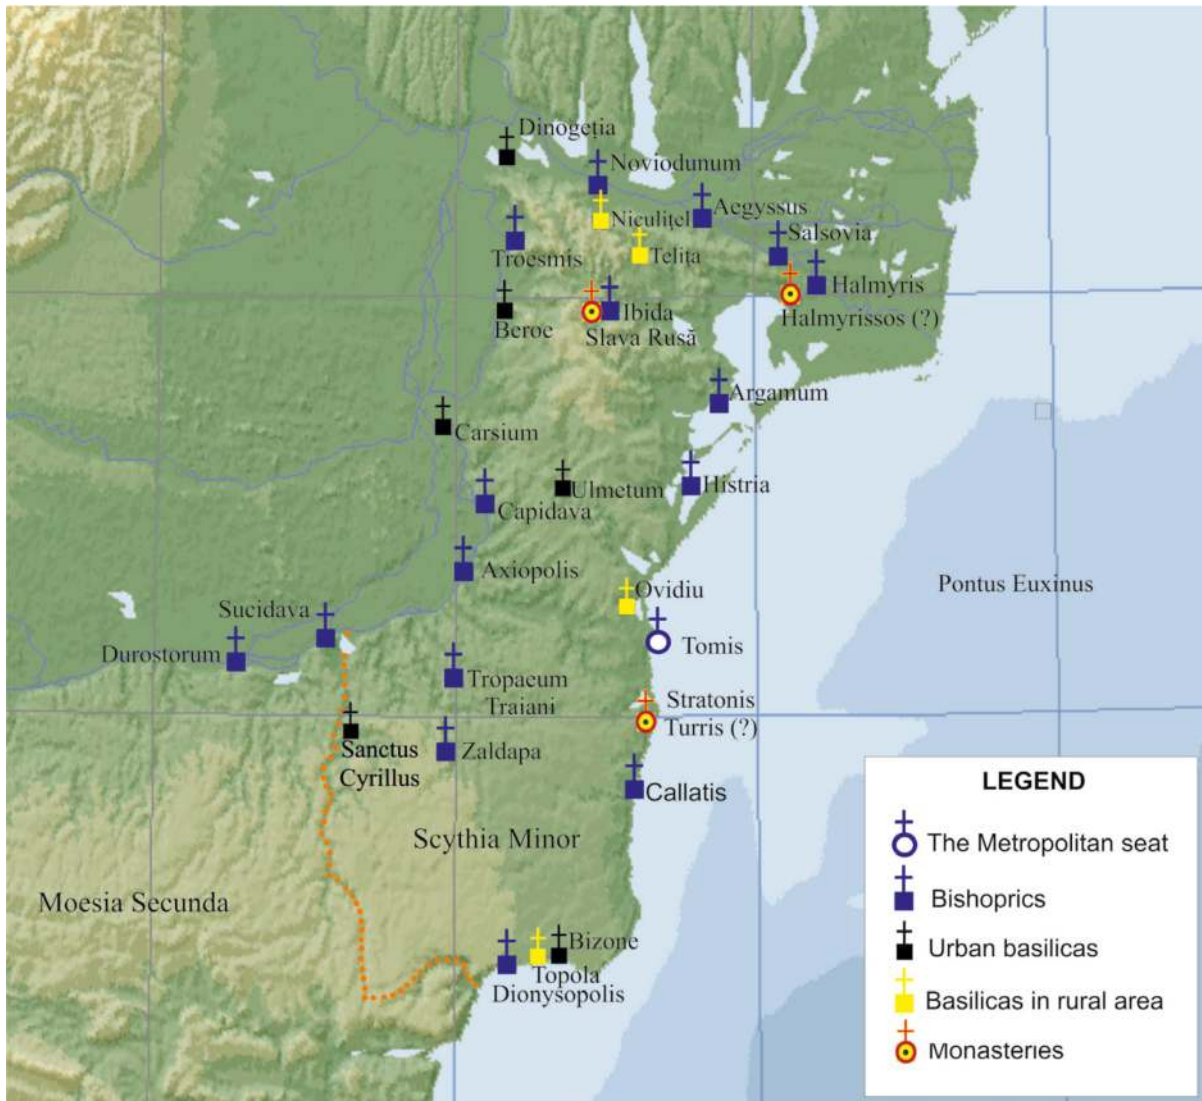 Dinogeția
Noviodunum
Niculițel
Aegyssus
Troesmis
Telița
Salsovia
Halmyris
Halmyrissos (?)
Beroe
Ibida
Slava Rusă
Argamum
Carsium
Capidava
Ulmetum
Histria
Axiopolis
Pontus Euxinus
Ovidiu
Sucidava
Durostorum
Tomis
Tropaeum
Traiani
Stratonis
Turris (?)
Sanctus
Cyrillus
Zaldapa
Callatis
Scythia Minor
Moesia Secunda
Bizone
Topola
Dionysopolis
LEGEND
The Metropolitan seat
Bishoprics
Urban basilicas
Basilicas in rural area
Monasteries